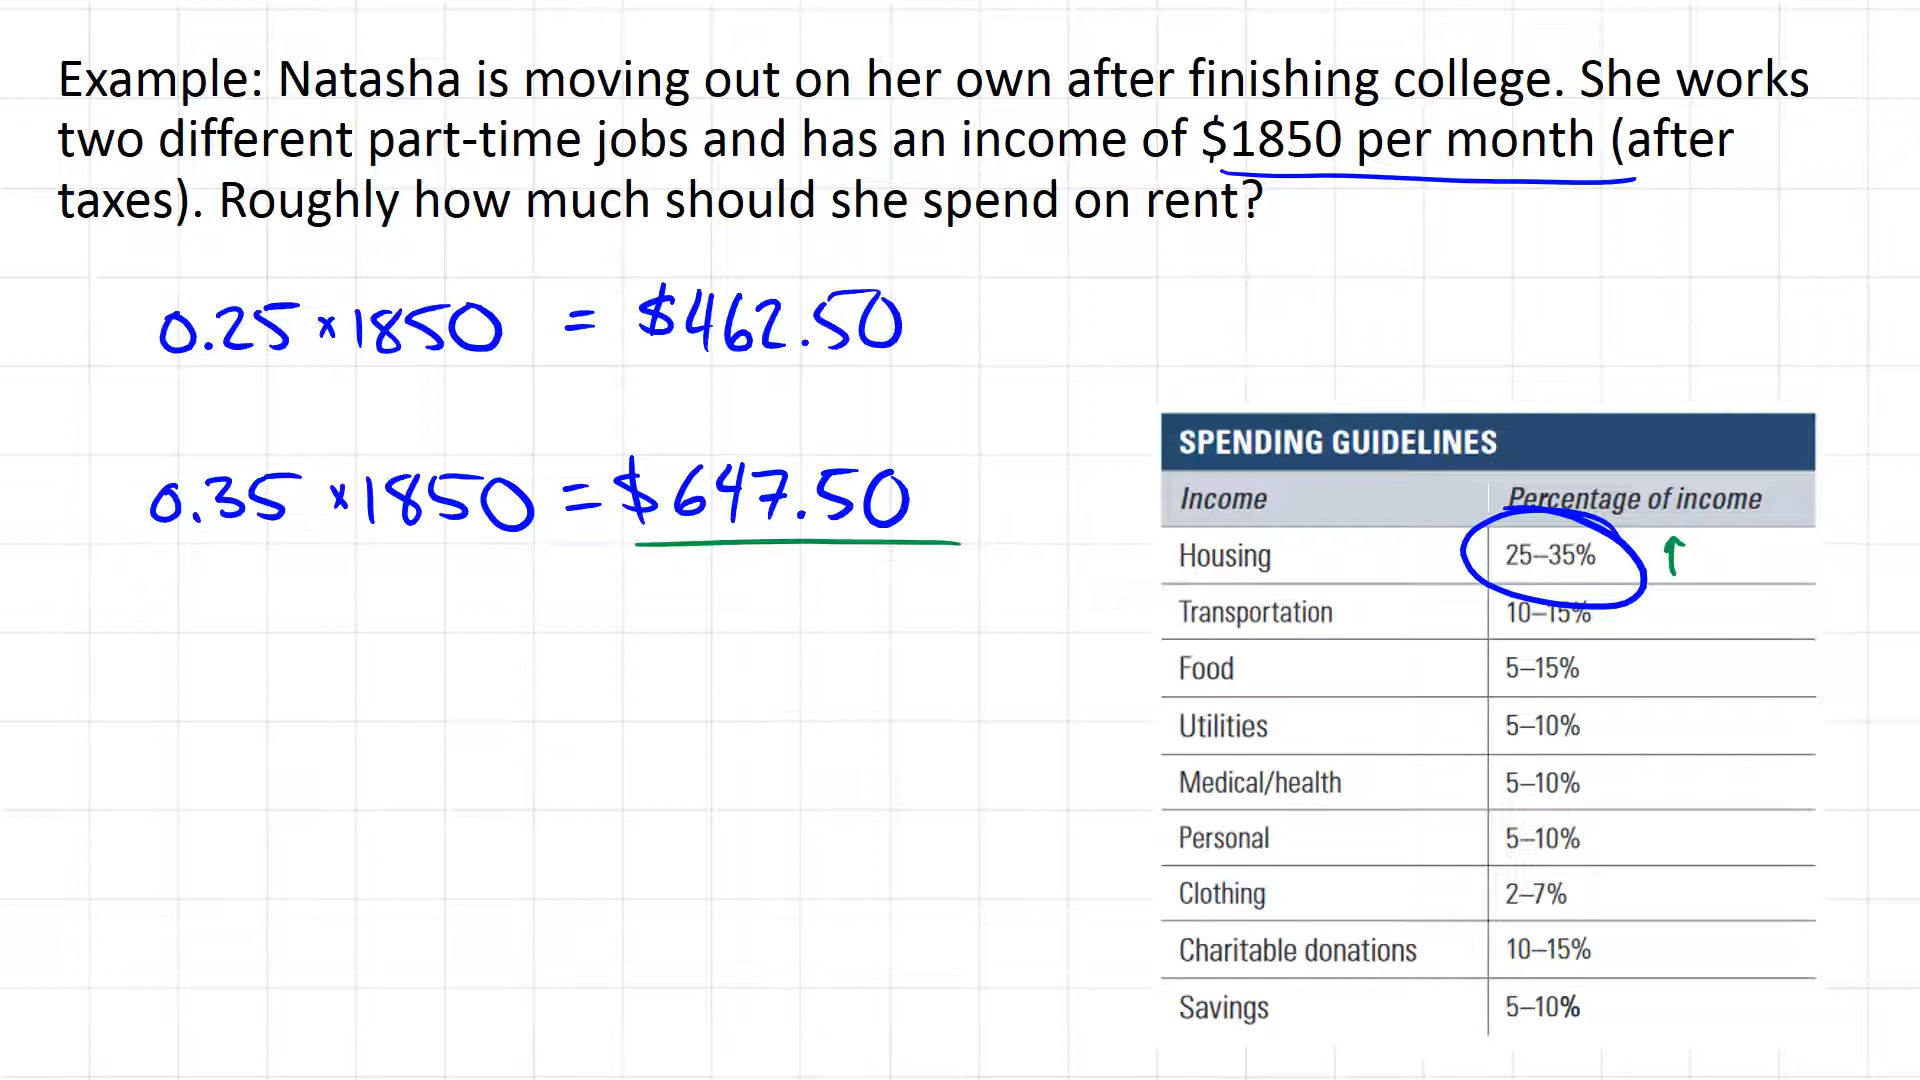 Example: Natasha is moving out on her own after finishing college. She works
two different part-time jobs and has an income of $1850 per month (after
taxes). Roughly how much should she spend on rent?
0.25 × 1850 = $462.50
0.35 × 1850 = $647.50
SPENDING GUIDELINES
Income Percentage of income
Housing 25–35% ↑
Transportation 10–15%
Food 5–15%
Utilities 5–10%
Medical/health 5–10%
Personal 5–10%
Clothing 2–7%
Charitable donations 10–15%
Savings 5–10%